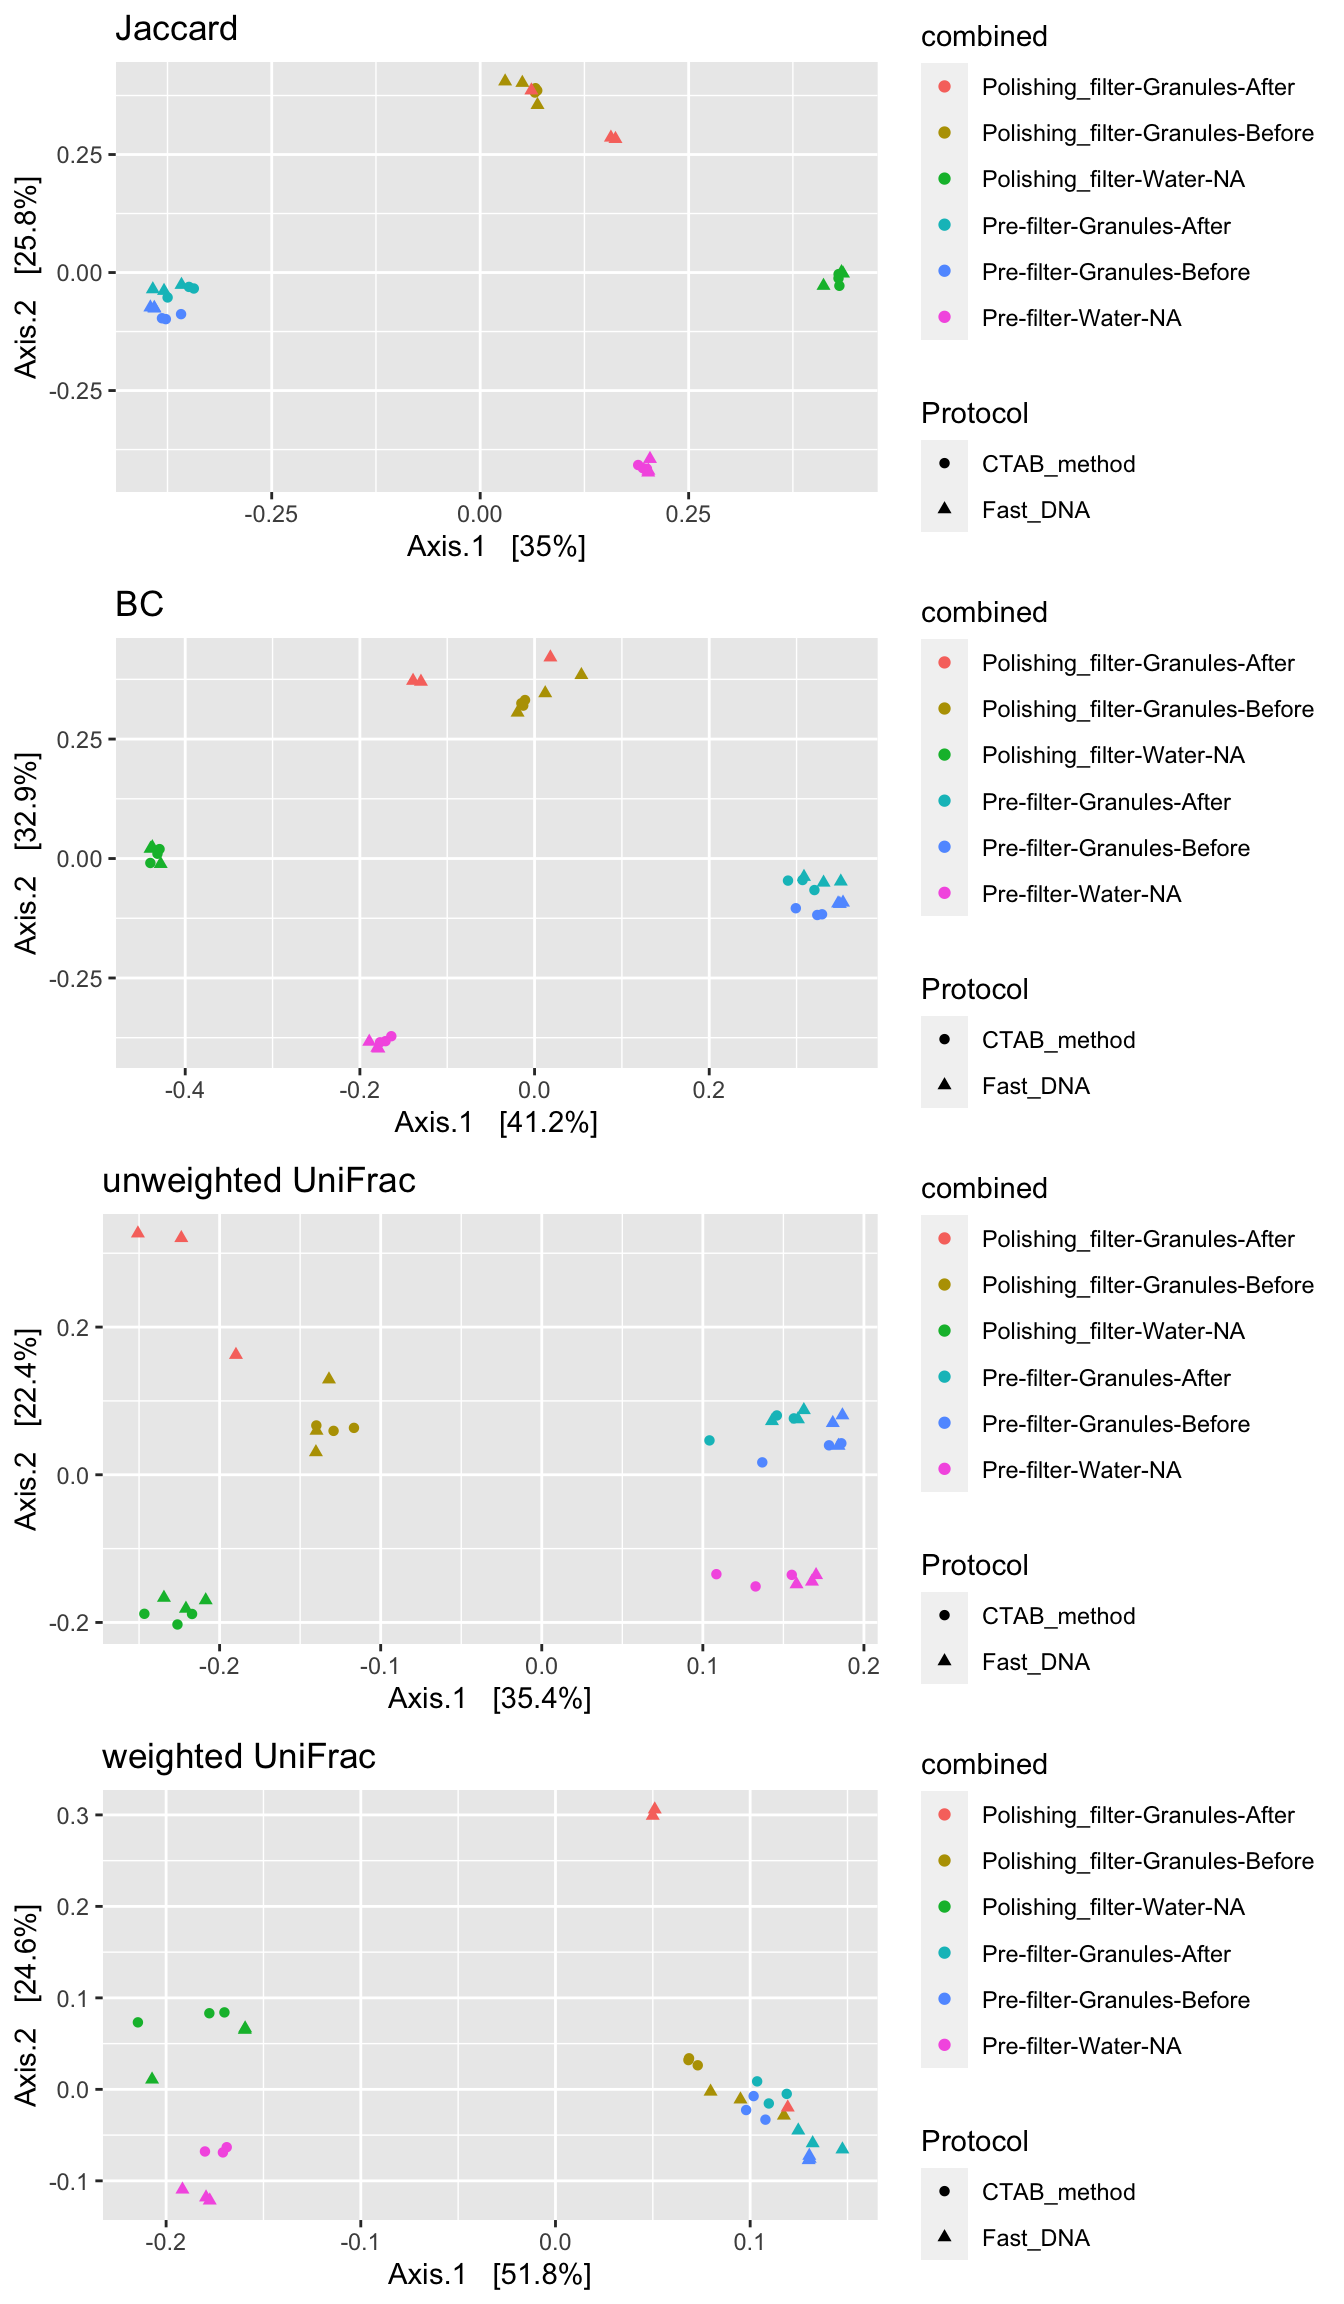 Jaccard
Axis.2 [25.8%]
0.25
0.00
-0.25
-0.25
0.00
0.25
Axis.1 [35%]
combined
Polishing_filter-Granules-After
Polishing_filter-Granules-Before
Polishing_filter-Water-NA
Pre-filter-Granules-After
Pre-filter-Granules-Before
Pre-filter-Water-NA
Protocol
CTAB_method
Fast_DNA
BC
Axis.2 [32.9%]
0.25
0.00
-0.25
-0.4
-0.2
0.0
0.2
Axis.1 [41.2%]
combined
Polishing_filter-Granules-After
Polishing_filter-Granules-Before
Polishing_filter-Water-NA
Pre-filter-Granules-After
Pre-filter-Granules-Before
Pre-filter-Water-NA
Protocol
CTAB_method
Fast_DNA
unweighted UniFrac
Axis.2 [22.4%]
0.2
0.0
-0.2
-0.2
-0.1
0.0
0.1
0.2
Axis.1 [35.4%]
combined
Polishing_filter-Granules-After
Polishing_filter-Granules-Before
Polishing_filter-Water-NA
Pre-filter-Granules-After
Pre-filter-Granules-Before
Pre-filter-Water-NA
Protocol
CTAB_method
Fast_DNA
weighted UniFrac
Axis.2 [24.6%]
0.3
0.2
0.1
0.0
-0.1
-0.2
-0.1
0.0
0.1
Axis.1 [51.8%]
combined
Polishing_filter-Granules-After
Polishing_filter-Granules-Before
Polishing_filter-Water-NA
Pre-filter-Granules-After
Pre-filter-Granules-Before
Pre-filter-Water-NA
Protocol
CTAB_method
Fast_DNA